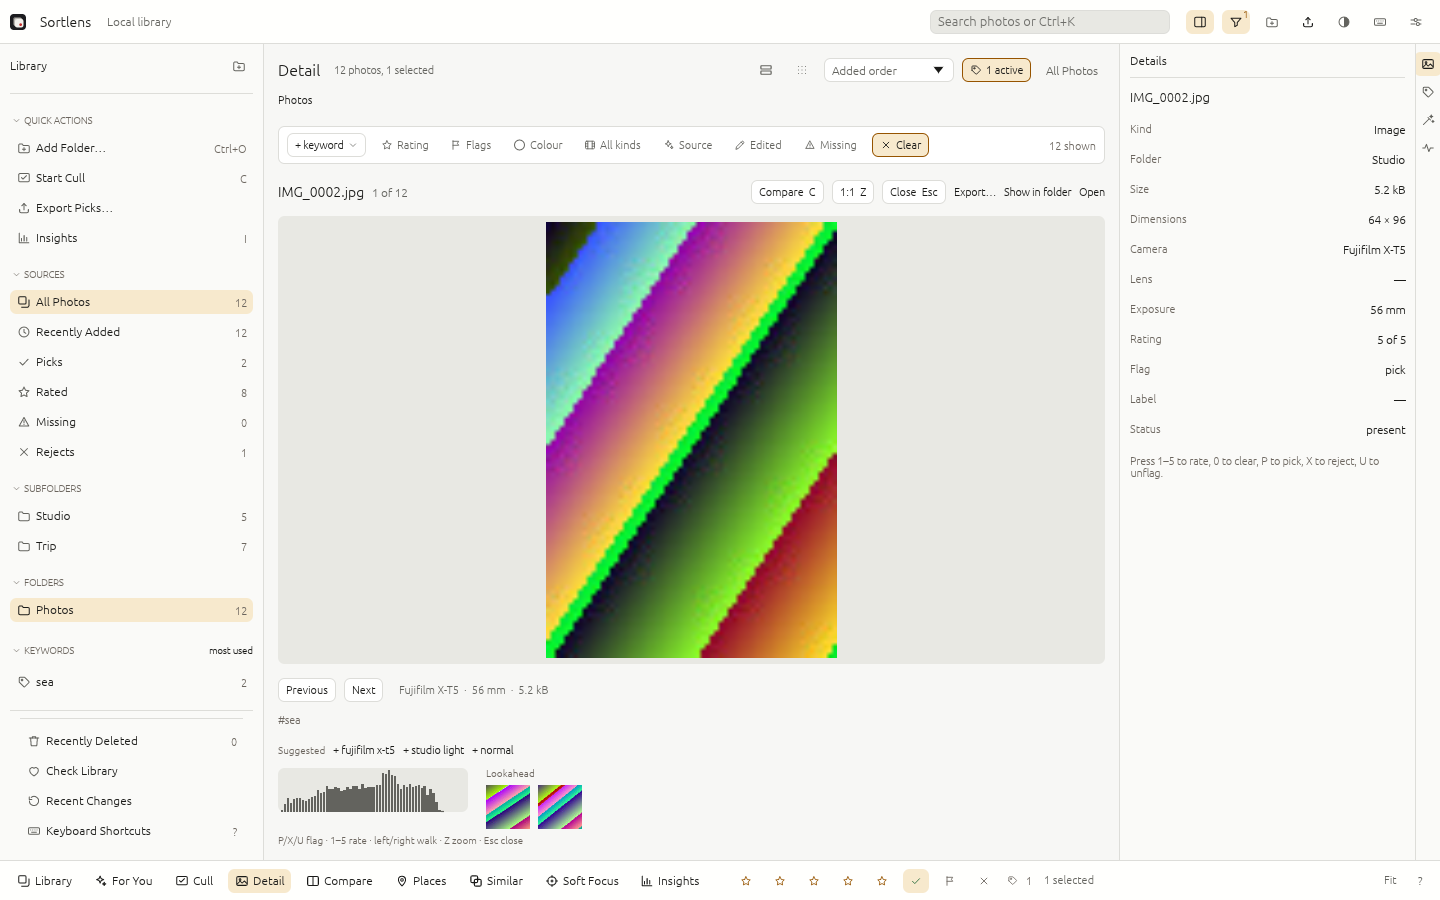 Sortlens Local library
Search photos or Ctrl+K
1
Library
QUICK ACTIONS
Add Folder… Ctrl+O
Start Cull C
Export Picks…
Insights I
SOURCES
All Photos 12
Recently Added 12
Picks 2
Rated 8
Missing 0
Rejects 1
SUBFOLDERS
Studio 5
Trip 7
FOLDERS
Photos 12
KEYWORDS most used
sea 2
Recently Deleted 0
Check Library
Recent Changes
Keyboard Shortcuts ?
Detail 12 photos, 1 selected
Added order
1 active
All Photos
Photos
+ keyword Rating Flags Colour All kinds Source Edited Missing Clear 12 shown
IMG_0002.jpg 1 of 12
Compare C 1:1 Z Close Esc Export… Show in folder Open
Previous Next Fujifilm X-T5 · 56 mm · 5.2 kB
#sea
Suggested + fujifilm x-t5 + studio light + normal
Lookahead
P/X/U flag · 1–5 rate · left/right walk · Z zoom · Esc close
Details
IMG_0002.jpg
Kind Image
Folder Studio
Size 5.2 kB
Dimensions 64 × 96
Camera Fujifilm X-T5
Lens —
Exposure 56 mm
Rating 5 of 5
Flag pick
Label —
Status present
Press 1–5 to rate, 0 to clear, P to pick, X to reject, U to
unflag.
Library For You Cull Detail Compare Places Similar Soft Focus Insights 1 1 selected Fit ?